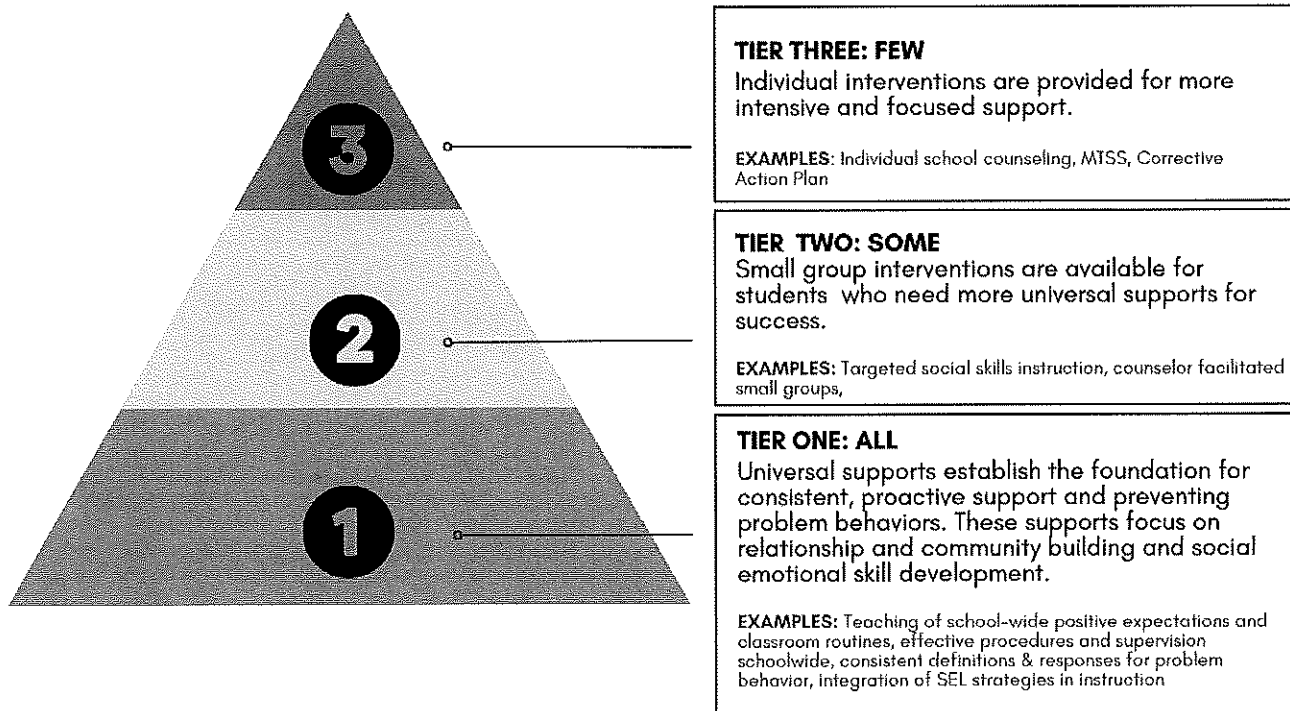 3
TIER THREE: FEW
Individual interventions are provided for more
intensive and focused support.
EXAMPLES: Individual school counseling, MTSS, Corrective
Action Plan
2
TIER TWO: SOME
Small group interventions are available for
students who need more universal supports for
success.
EXAMPLES: Targeted social skills instruction, counselor facilitated
small groups,
1
TIER ONE: ALL
Universal supports establish the foundation for
consistent, proactive support and preventing
problem behaviors. These supports focus on
relationship and community building and social
emotional skill development.
EXAMPLES: Teaching of school-wide positive expectations and
classroom routines, effective procedures and supervision
schoolwide, consistent definitions & responses for problem
behavior, integration of SEL strategies in instruction